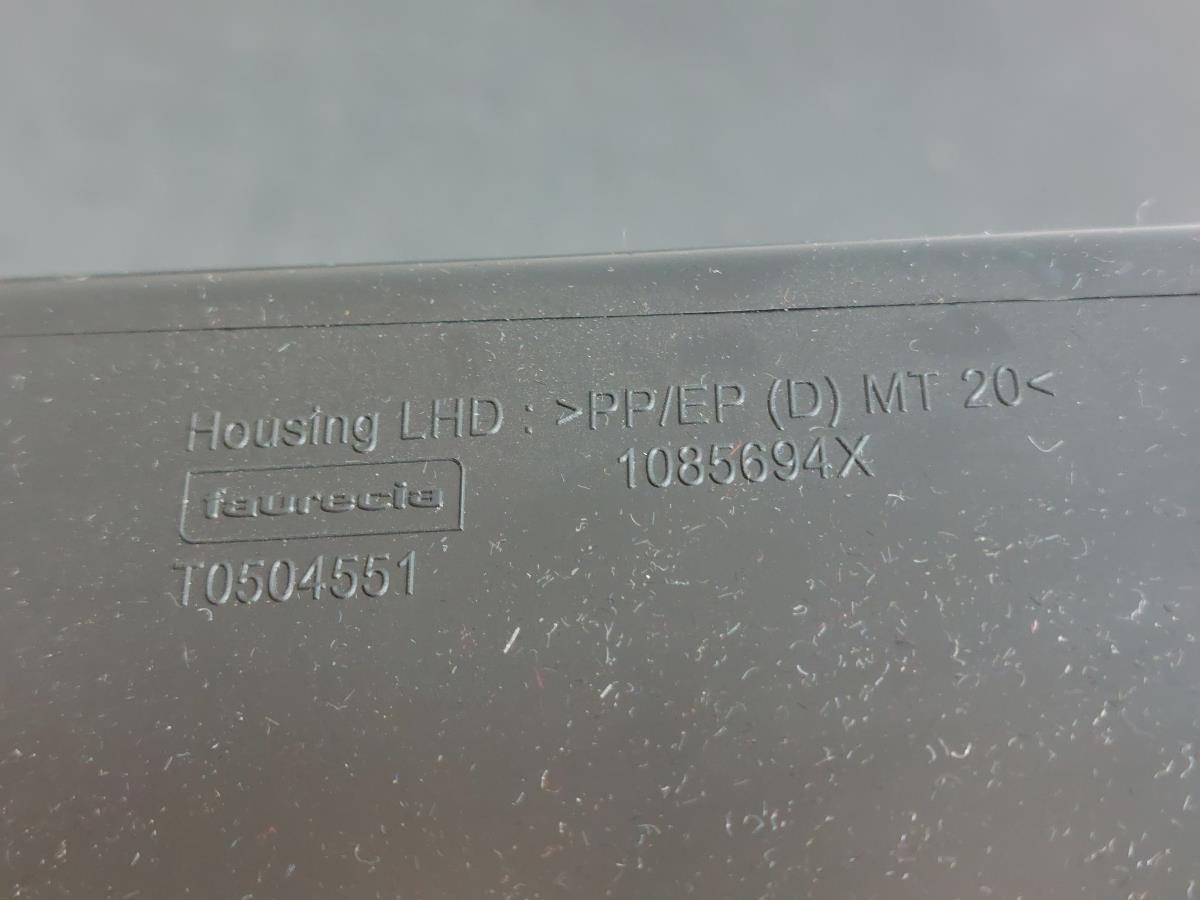 Housing LHD : >PP/EP (D) MT 20<
1085694X
faurecia
T0504551